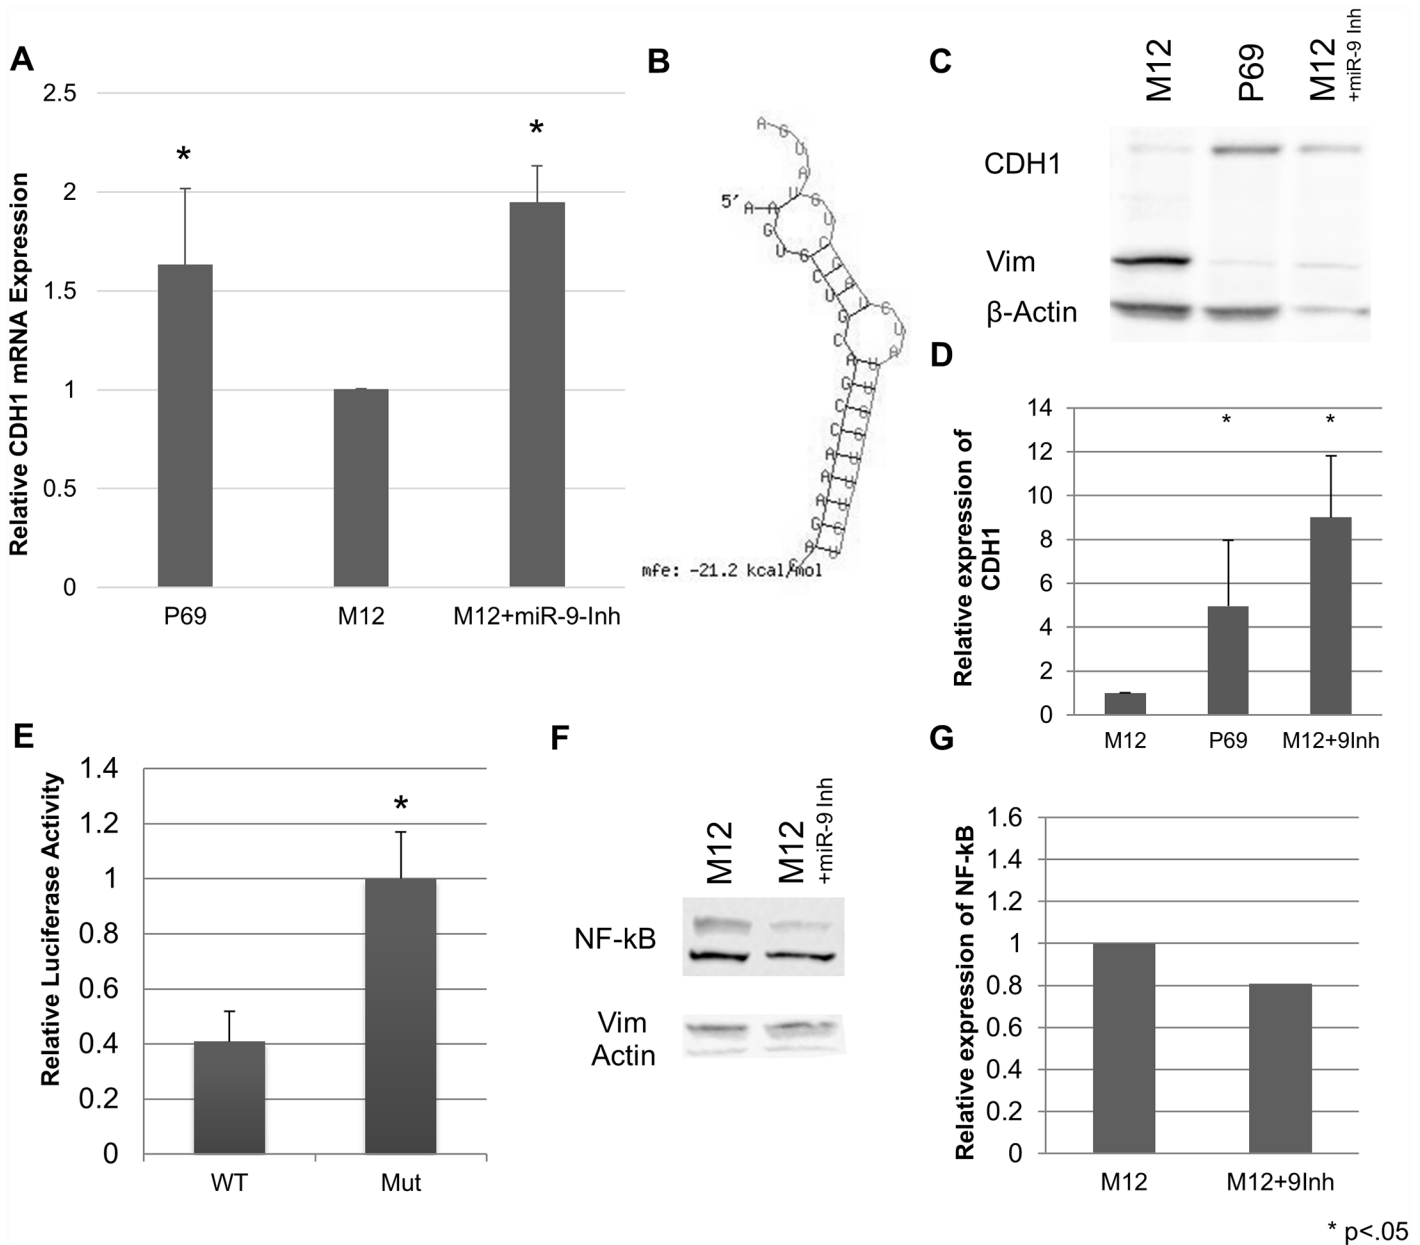 A
Relative CDH1 mRNA Expression
2.5
2
1.5
1
0.5
0
*
*
P69
M12
M12+miR-9-Inh
B
5'
mfe: -21.2 kcal/mol
C
M12
P69
M12
+miR-9 Inh
CDH1
Vim
β-Actin
D
Relative expression of
CDH1
14
12
10
8
6
4
2
0
*
*
M12
P69
M12+9Inh
E
Relative Luciferase Activity
1.4
1.2
1
0.8
0.6
0.4
0.2
0
*
WT
Mut
F
M12
M12
+miR-9 Inh
NF-kB
Vim
Actin
G
Relative expression of NF-kB
1.6
1.4
1.2
1
0.8
0.6
0.4
0.2
0
M12
M12+9Inh
* p<.05